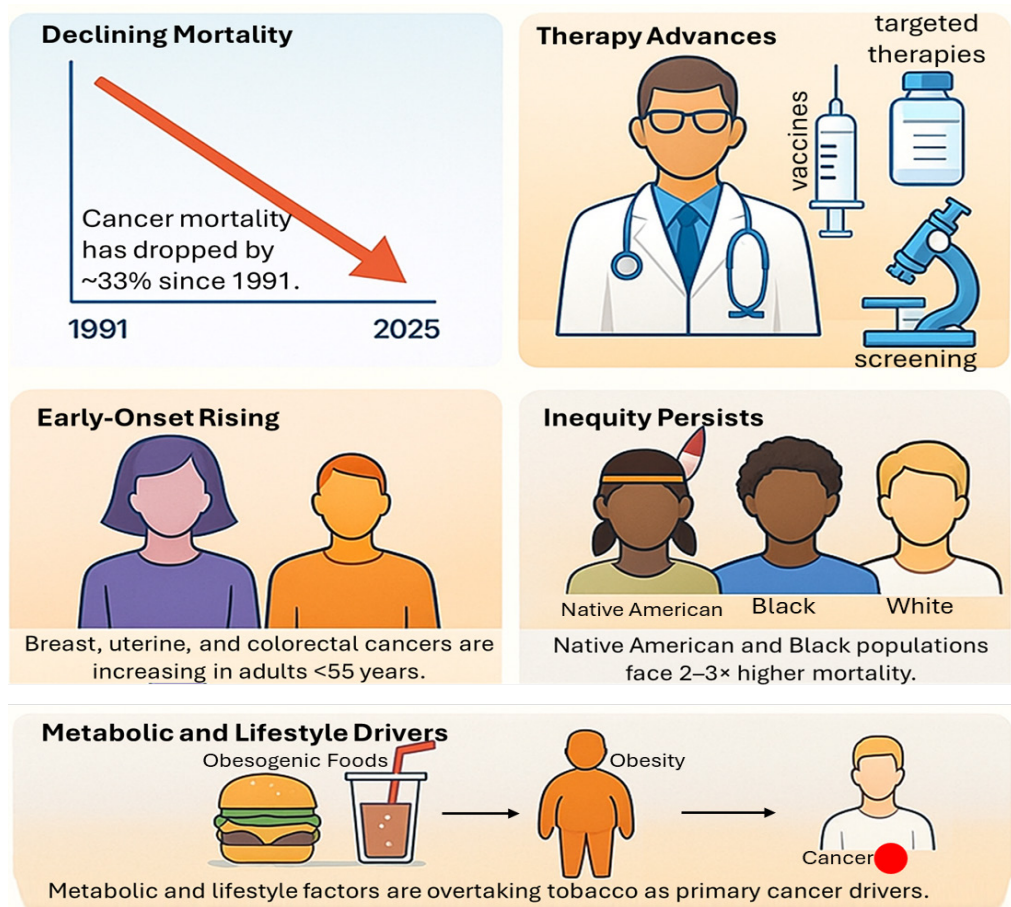 Declining Mortality
Cancer mortality
has dropped by
~33% since 1991.
1991
2025
Therapy Advances
targeted
therapies
vaccines
screening
Early-Onset Rising
Breast, uterine, and colorectal cancers are
increasing in adults <55 years.
Inequity Persists
Native American
Black
White
Native American and Black populations
face 2–3× higher mortality.
Metabolic and Lifestyle Drivers
Obesogenic Foods
Obesity
Cancer
Metabolic and lifestyle factors are overtaking tobacco as primary cancer drivers.